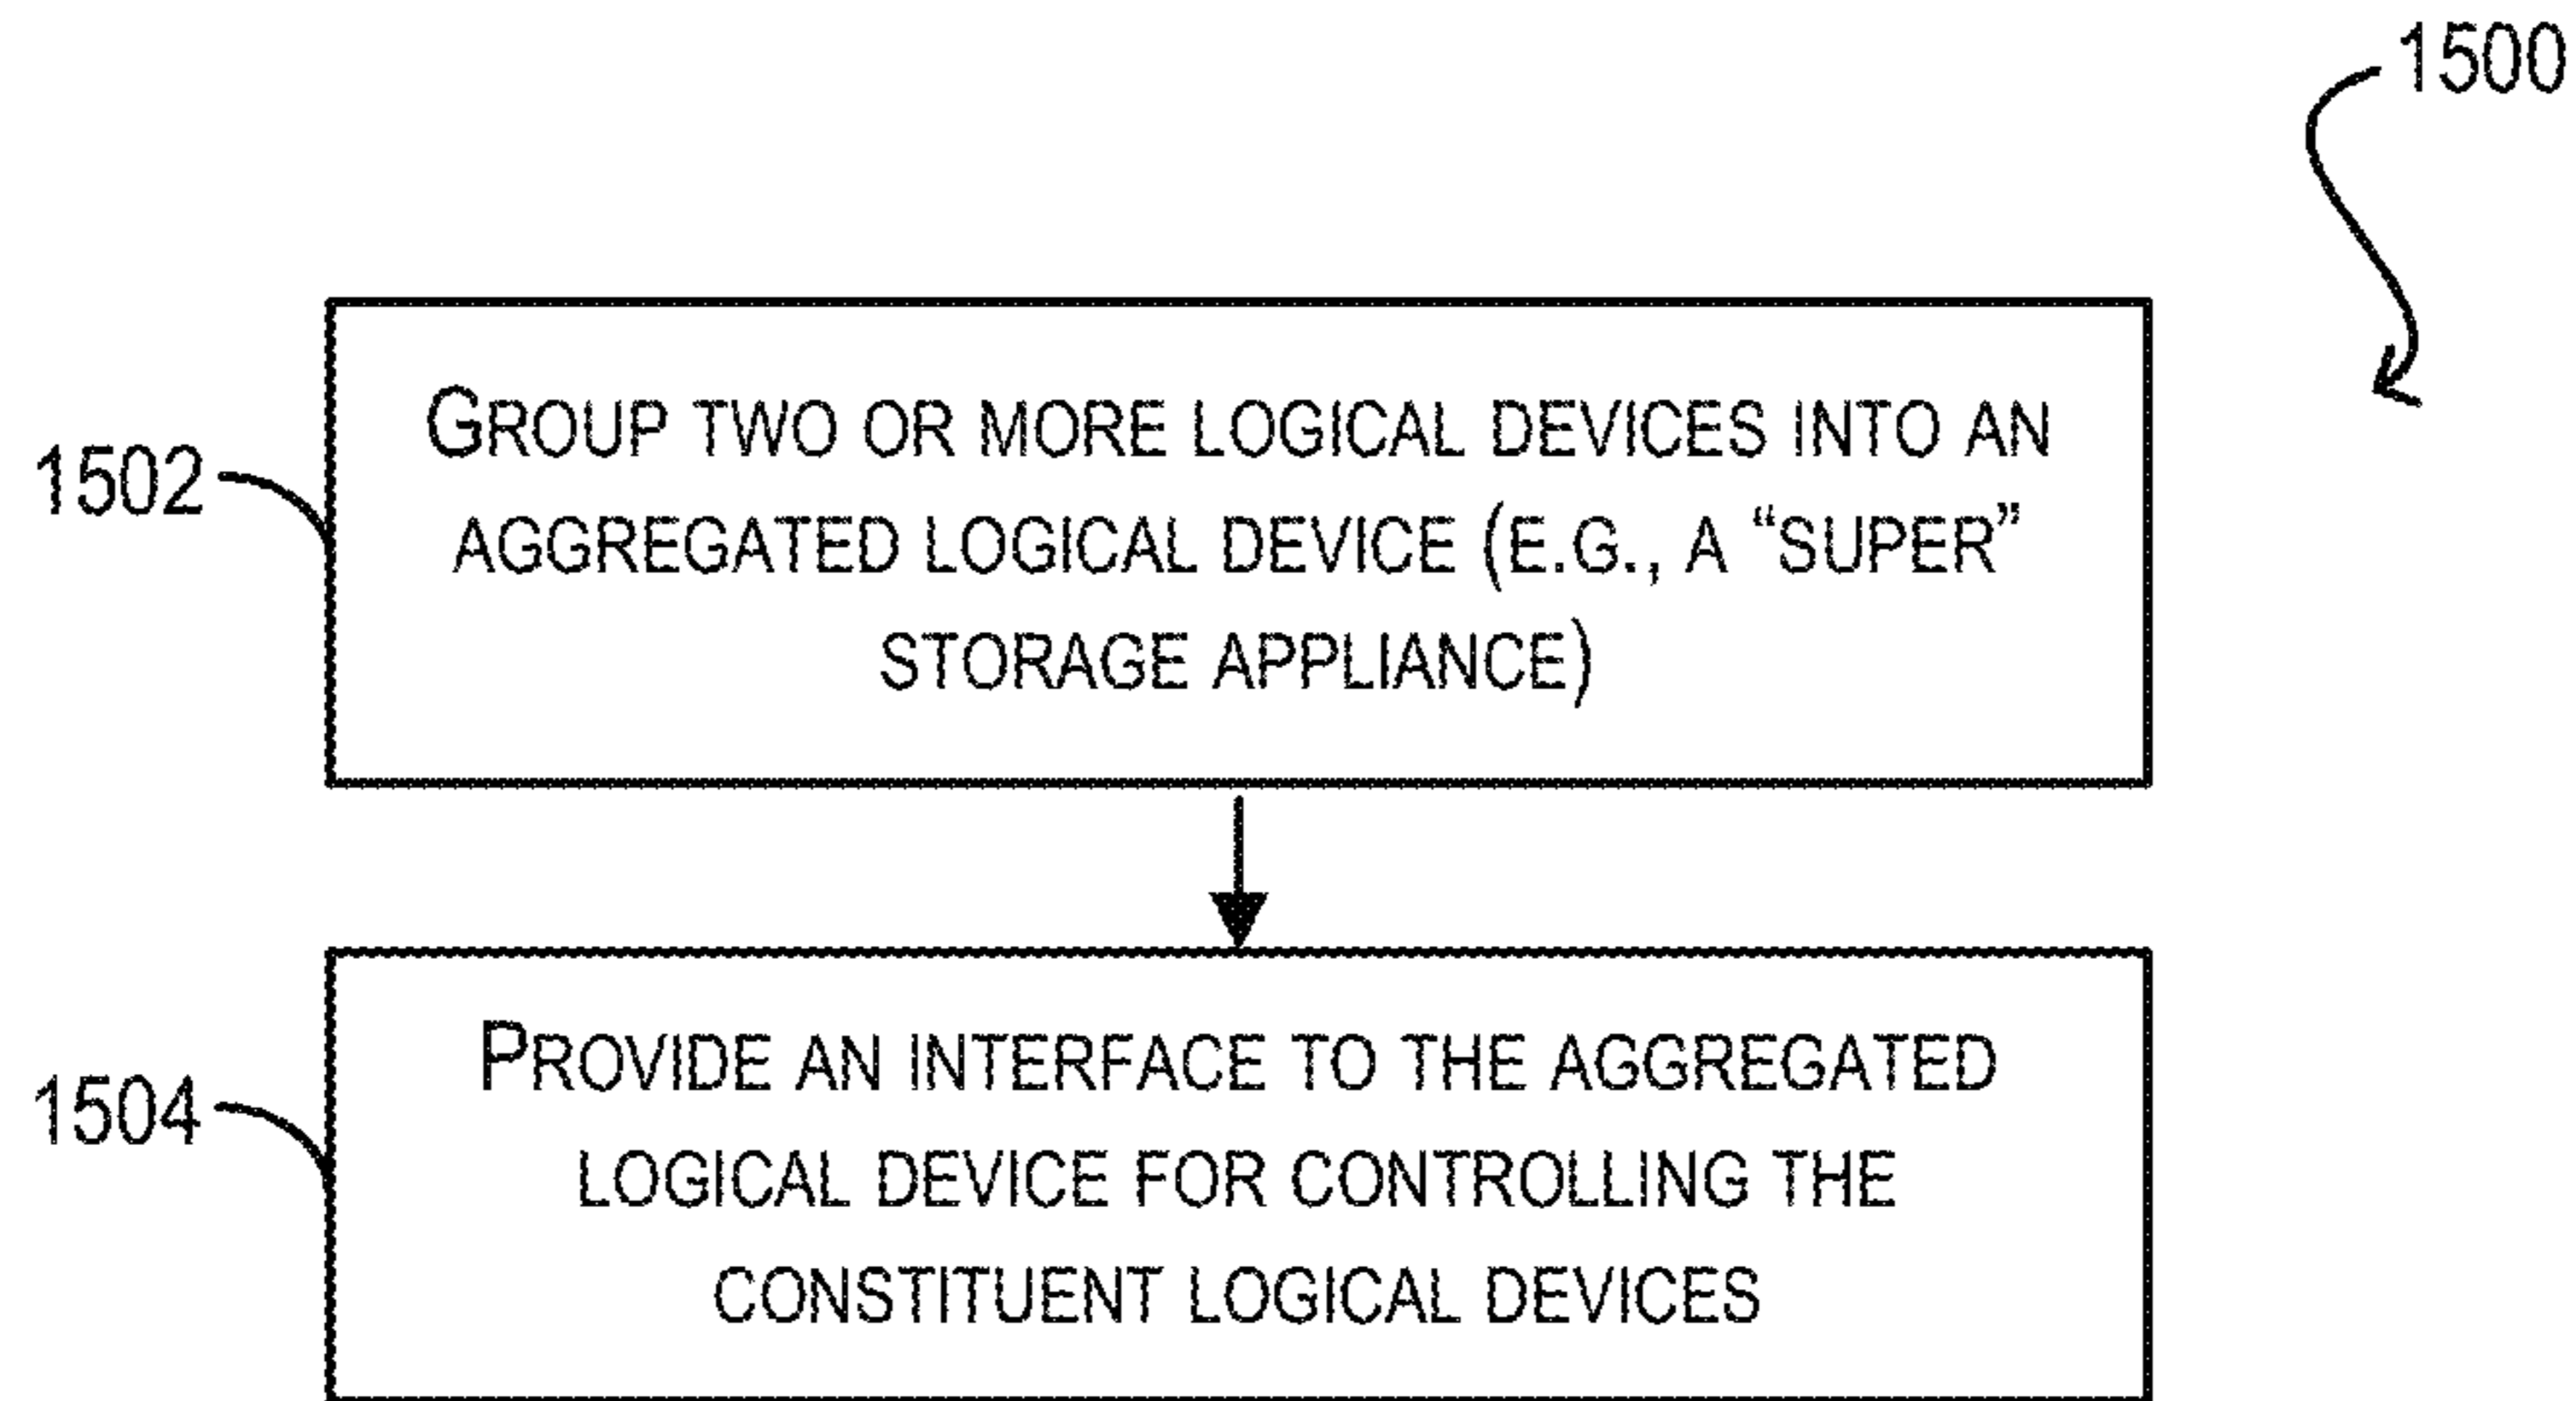 1500
1502
GROUP TWO OR MORE LOGICAL DEVICES INTO AN
AGGREGATED LOGICAL DEVICE (E.G., A “SUPER”
STORAGE APPLIANCE)
1504
PROVIDE AN INTERFACE TO THE AGGREGATED
LOGICAL DEVICE FOR CONTROLLING THE
CONSTITUENT LOGICAL DEVICES